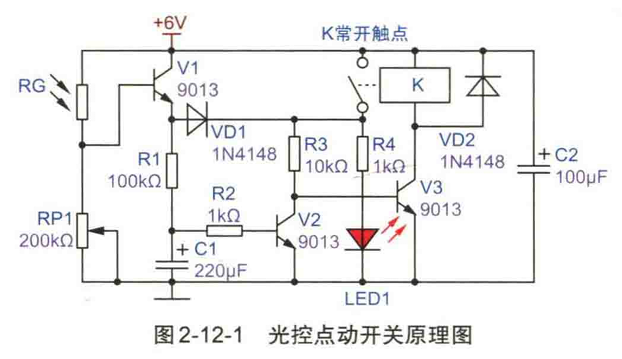 +6V
K常开触点
RG
V1
9013
K
VD1
1N4148
R1
100kΩ
R3
10kΩ
R4
1kΩ
VD2
1N4148
C2
100μF
R2
1kΩ
V3
9013
RP1
200kΩ
V2
9013
C1
220μF
LED1
图2-12-1 光控点动开关原理图